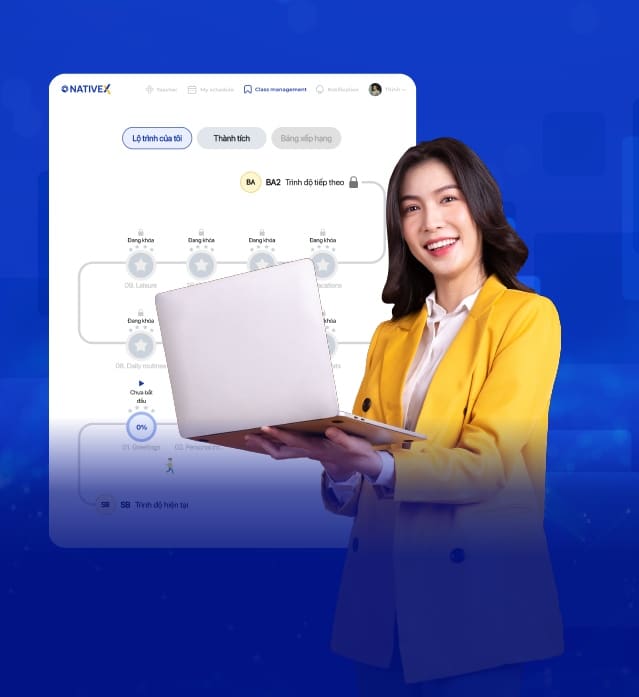 NATIVEX
Teacher
My schedule
Class management
Notification
Thịnh
Lộ trình của tôi
Thành tích
Bảng xếp hạng
BA
BA2 Trình độ tiếp theo
Đang khóa
Đang khóa
Đang khóa
Đang khóa
09. Leisure
Đang khóa
08. Daily routines
Chưa bắt
đầu
0%
01. Greetings
SB
SB Trình độ hiện tại